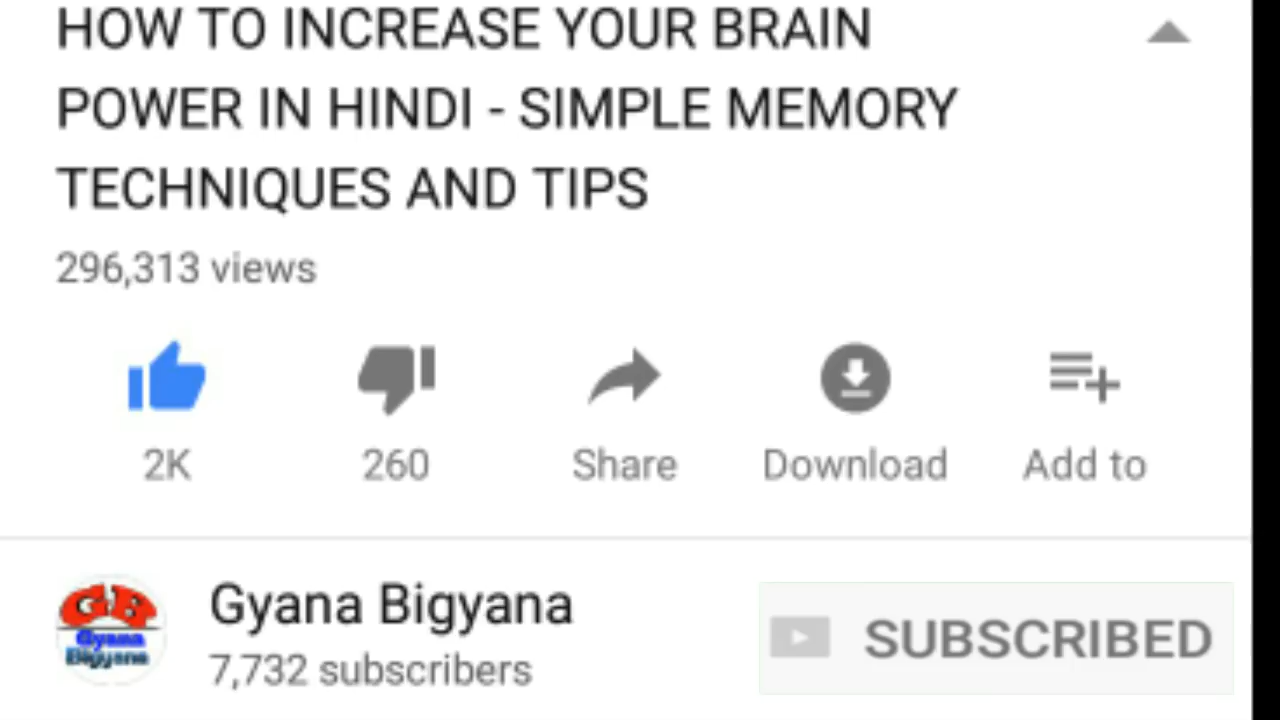 HOW TO INCREASE YOUR BRAIN
POWER IN HINDI - SIMPLE MEMORY
TECHNIQUES AND TIPS
296,313 views
2K 260 Share Download Add to
Gyana Bigyana
7,732 subscribers
SUBSCRIBED
GB
Gyana
Bigyana